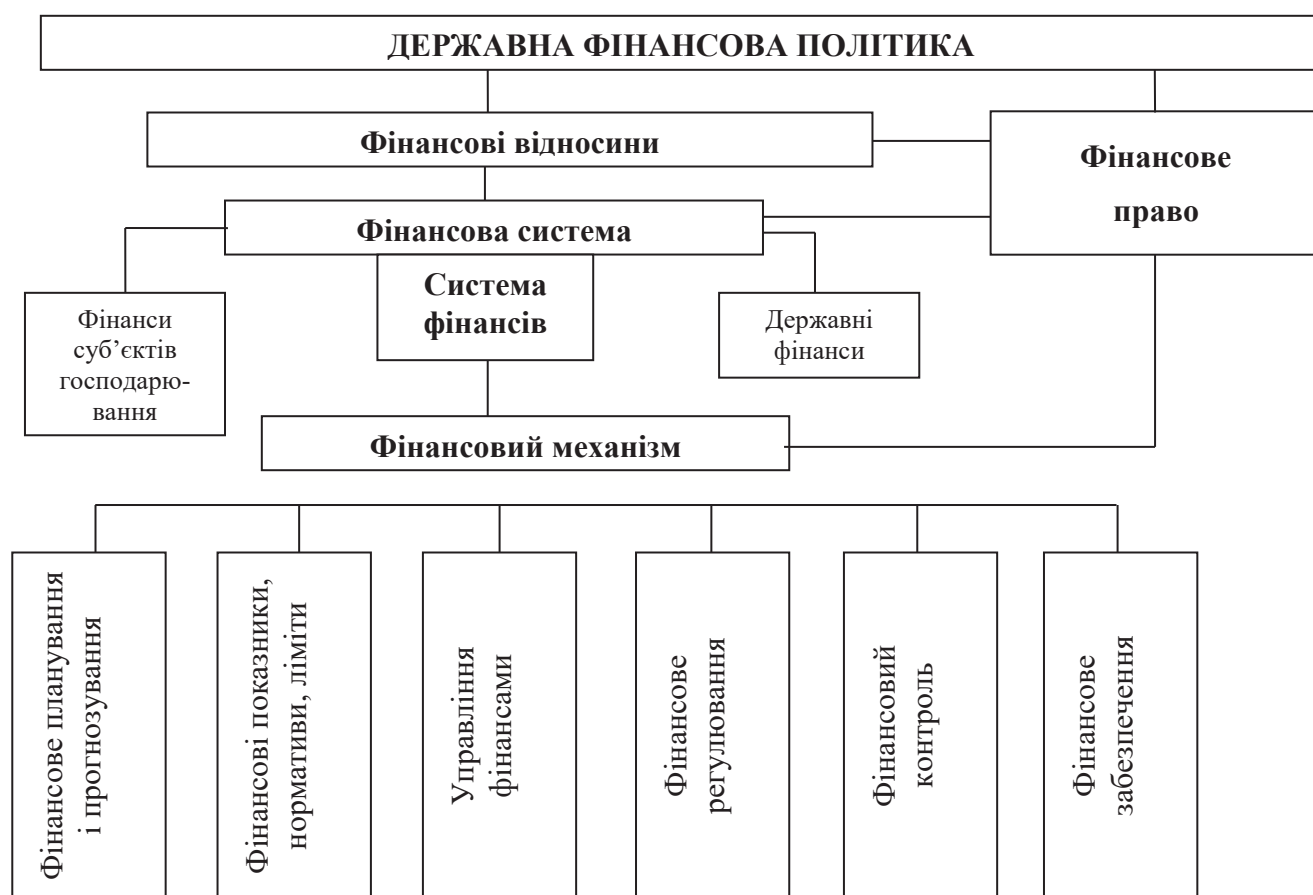 ДЕРЖАВНА ФІНАНСОВА ПОЛІТИКА
Фінансові відносини
Фінансове
право
Фінансова система
Система
фінансів
Фінанси
суб’єктів
господарю-
вання
Державні
фінанси
Фінансовий механізм
Фінансове планування
і прогнозування
Фінансові показники,
нормативи, ліміти
Управління
фінансами
Фінансове
регулювання
Фінансовий
контроль
Фінансове
забезпечення